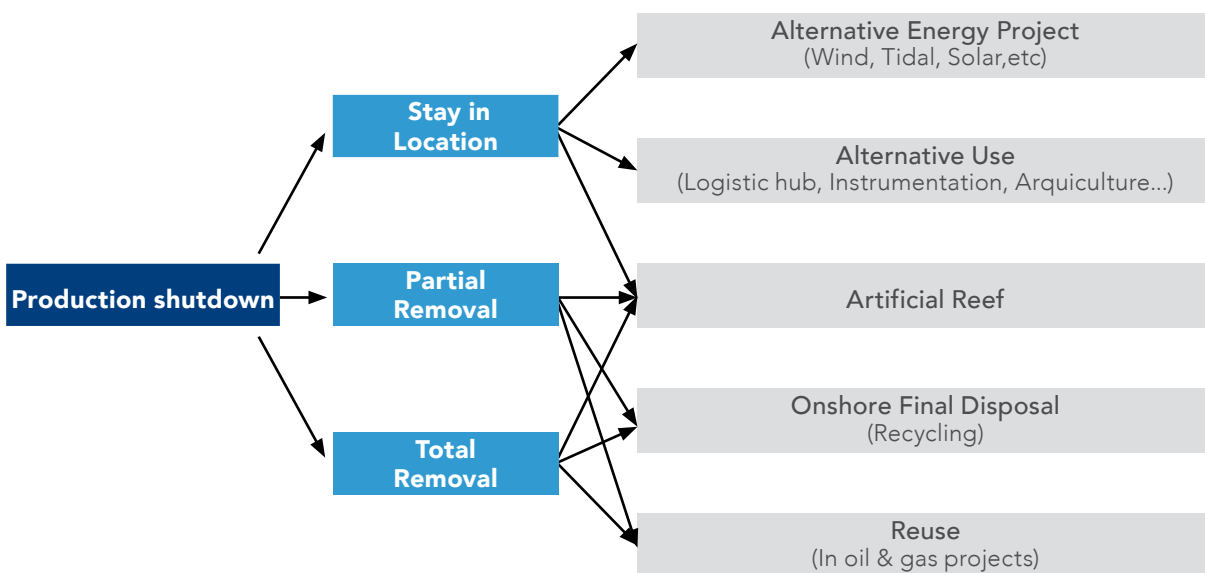 Production shutdown
Stay in
Location
Partial
Removal
Total
Removal
Alternative Energy Project
(Wind, Tidal, Solar,etc)
Alternative Use
(Logistic hub, Instrumentation, Arquiculture...)
Artificial Reef
Onshore Final Disposal
(Recycling)
Reuse
(In oil & gas projects)